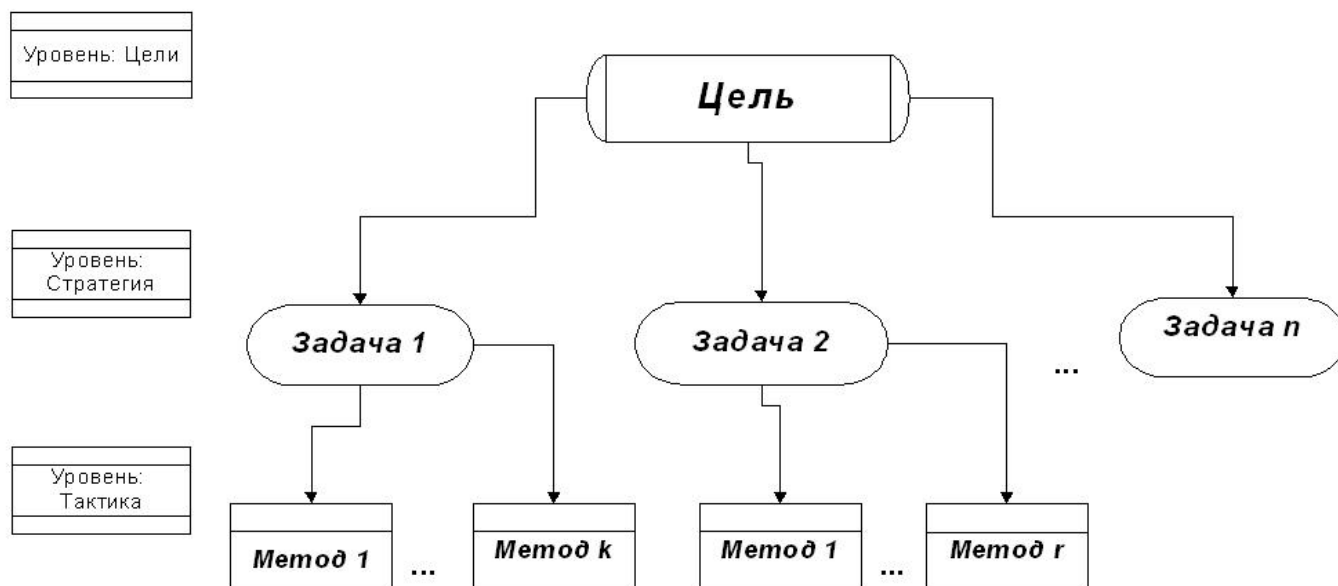 Уровень: Цели
Цель
Уровень:
Стратегия
Задача 1
Задача 2
...
Задача n
Уровень:
Тактика
Метод 1
...
Метод k
Метод 1
...
Метод r